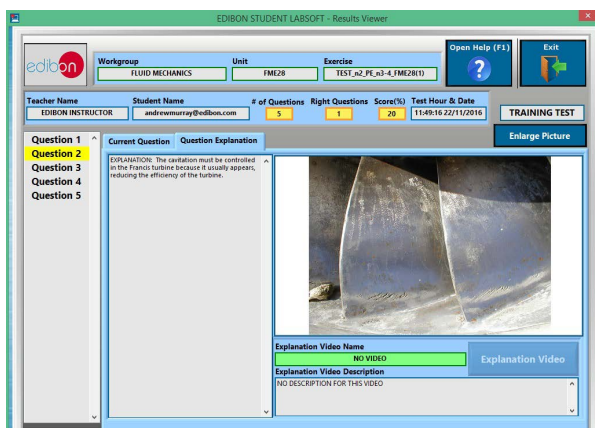 EDIBON STUDENT LABSOFT - Results Viewer
edibon
Workgroup
FLUID MECHANICS
Unit
FME28
Exercise
TEST_n2_PE_n3-4_FME28(1)
Open Help (F1)
?
Exit
Teacher Name
EDIBON INSTRUCTOR
Student Name
andrewmurray@edibon.com
# of Questions
5
Right Questions
1
Score(%)
20
Test Hour & Date
11:49:16 22/11/2016
TRAINING TEST
Enlarge Picture
Question 1
Question 2
Question 3
Question 4
Question 5
Current Question
Question Explanation
EXPLANATION: The cavitation must be controlled
in the Francis turbine because it usually appears,
reducing the efficiency of the turbine.
Explanation Video Name
NO VIDEO
Explanation Video
Explanation Video Description
NO DESCRIPTION FOR THIS VIDEO